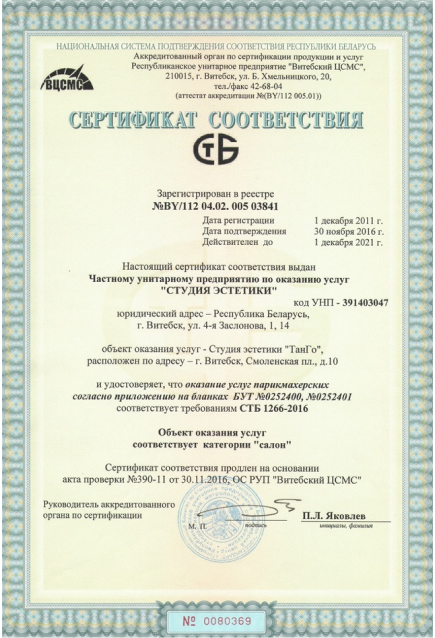 НАЦИОНАЛЬНАЯ СИСТЕМА ПОДТВЕРЖДЕНИЯ СООТВЕТСТВИЯ РЕСПУБЛИКИ БЕЛАРУСЬ
Аккредитованный орган по сертификации продукции и услуг
Республиканское унитарное предприятие "Витебский ЦСМС",
210015, г. Витебск, ул. Б. Хмельницкого, 20,
тел./факс 42-68-04
(аттестат аккредитации №(BY/112 005.01))
ВЦСМС
СЕРТИФИКАТ СООТВЕТСТВИЯ
СТБ
Зарегистрирован в реестре
№BY/112 04.02. 005 03841
Дата регистрации 1 декабря 2011 г.
Дата подтверждения 30 ноября 2016 г.
Действителен до 1 декабря 2021 г.
Настоящий сертификат соответствия выдан
Частному унитарному предприятию по оказанию услуг
"СТУДИЯ ЭСТЕТИКИ"
код УНП - 391403047
юридический адрес – Республика Беларусь,
г. Витебск, ул. 4-я Заслонова, 1, 14
объект оказания услуг - Студия эстетики "ТанГо",
расположен по адресу – г. Витебск, Смоленская пл., д.10
и удостоверяет, что оказание услуг парикмахерских
согласно приложению на бланках БУТ №0252400, №0252401
соответствует требованиям СТБ 1266-2016
Объект оказания услуг
соответствует категории "салон"
Сертификат соответствия продлен на основании
акта проверки №390-11 от 30.11.2016, ОС РУП "Витебский ЦСМС"
Руководитель аккредитованного
органа по сертификации
М. П.
подпись
П.Л. Яковлев
инициалы, фамилия
№ 0080369